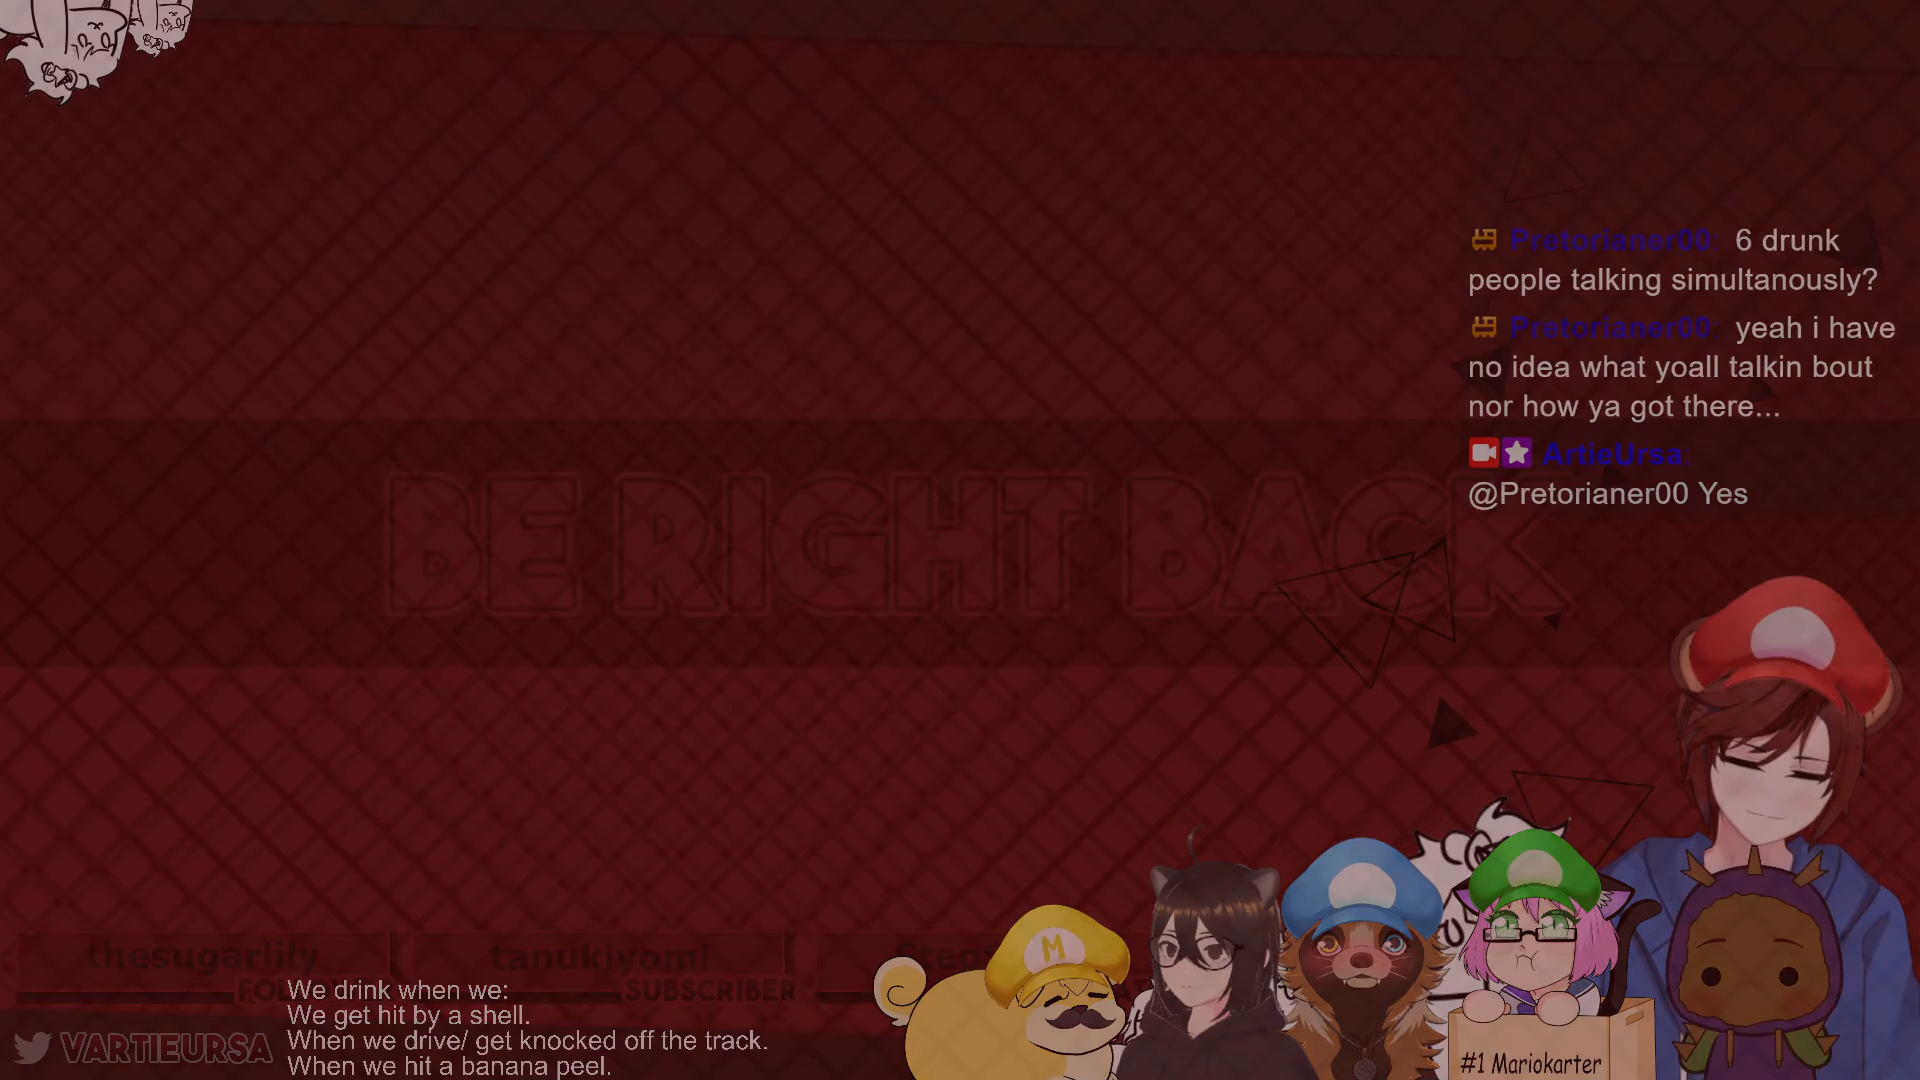 Pretorianer00: 6 drunk
people talking simultanously?
Pretorianer00: yeah i have
no idea what yoall talkin bout
nor how ya got there...
ArtieUrsa:
@Pretorianer00 Yes
BE RIGHT BACK
thesugarlily
tanukiyomi
SUBSCRIBER
We drink when we:
We get hit by a shell.
When we drive/ get knocked off the track.
When we hit a banana peel.
VARTIEURSA
M
#1 Mariokarter